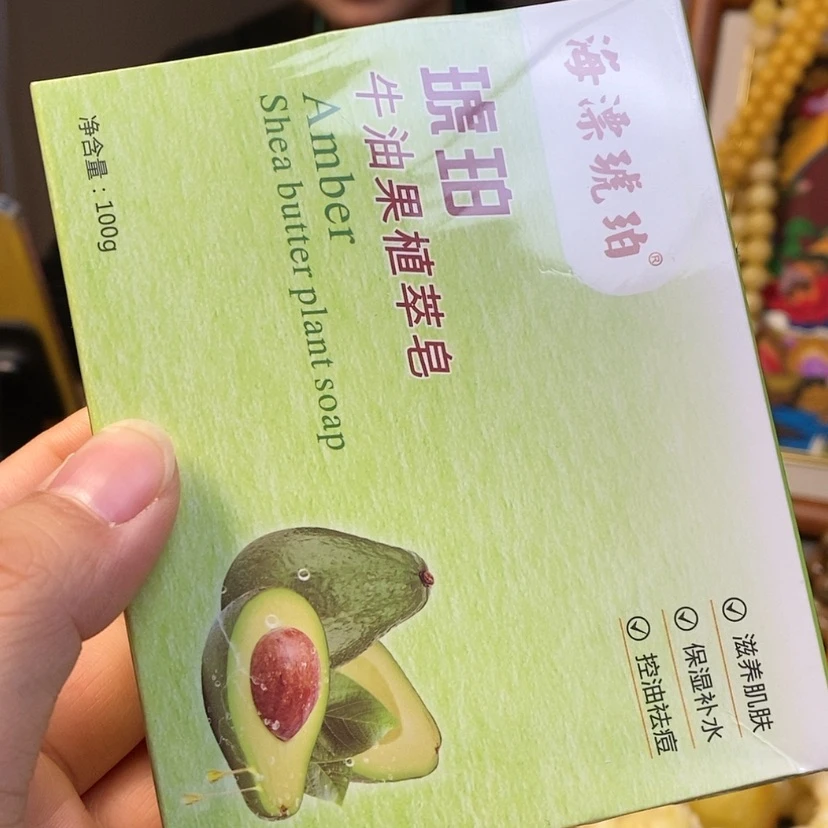 海漂琥珀®
琥珀
牛油果植萃皂
Amber
Shea butter plant soap
净含量：100g
滋养肌肤
保湿补水
控油祛痘